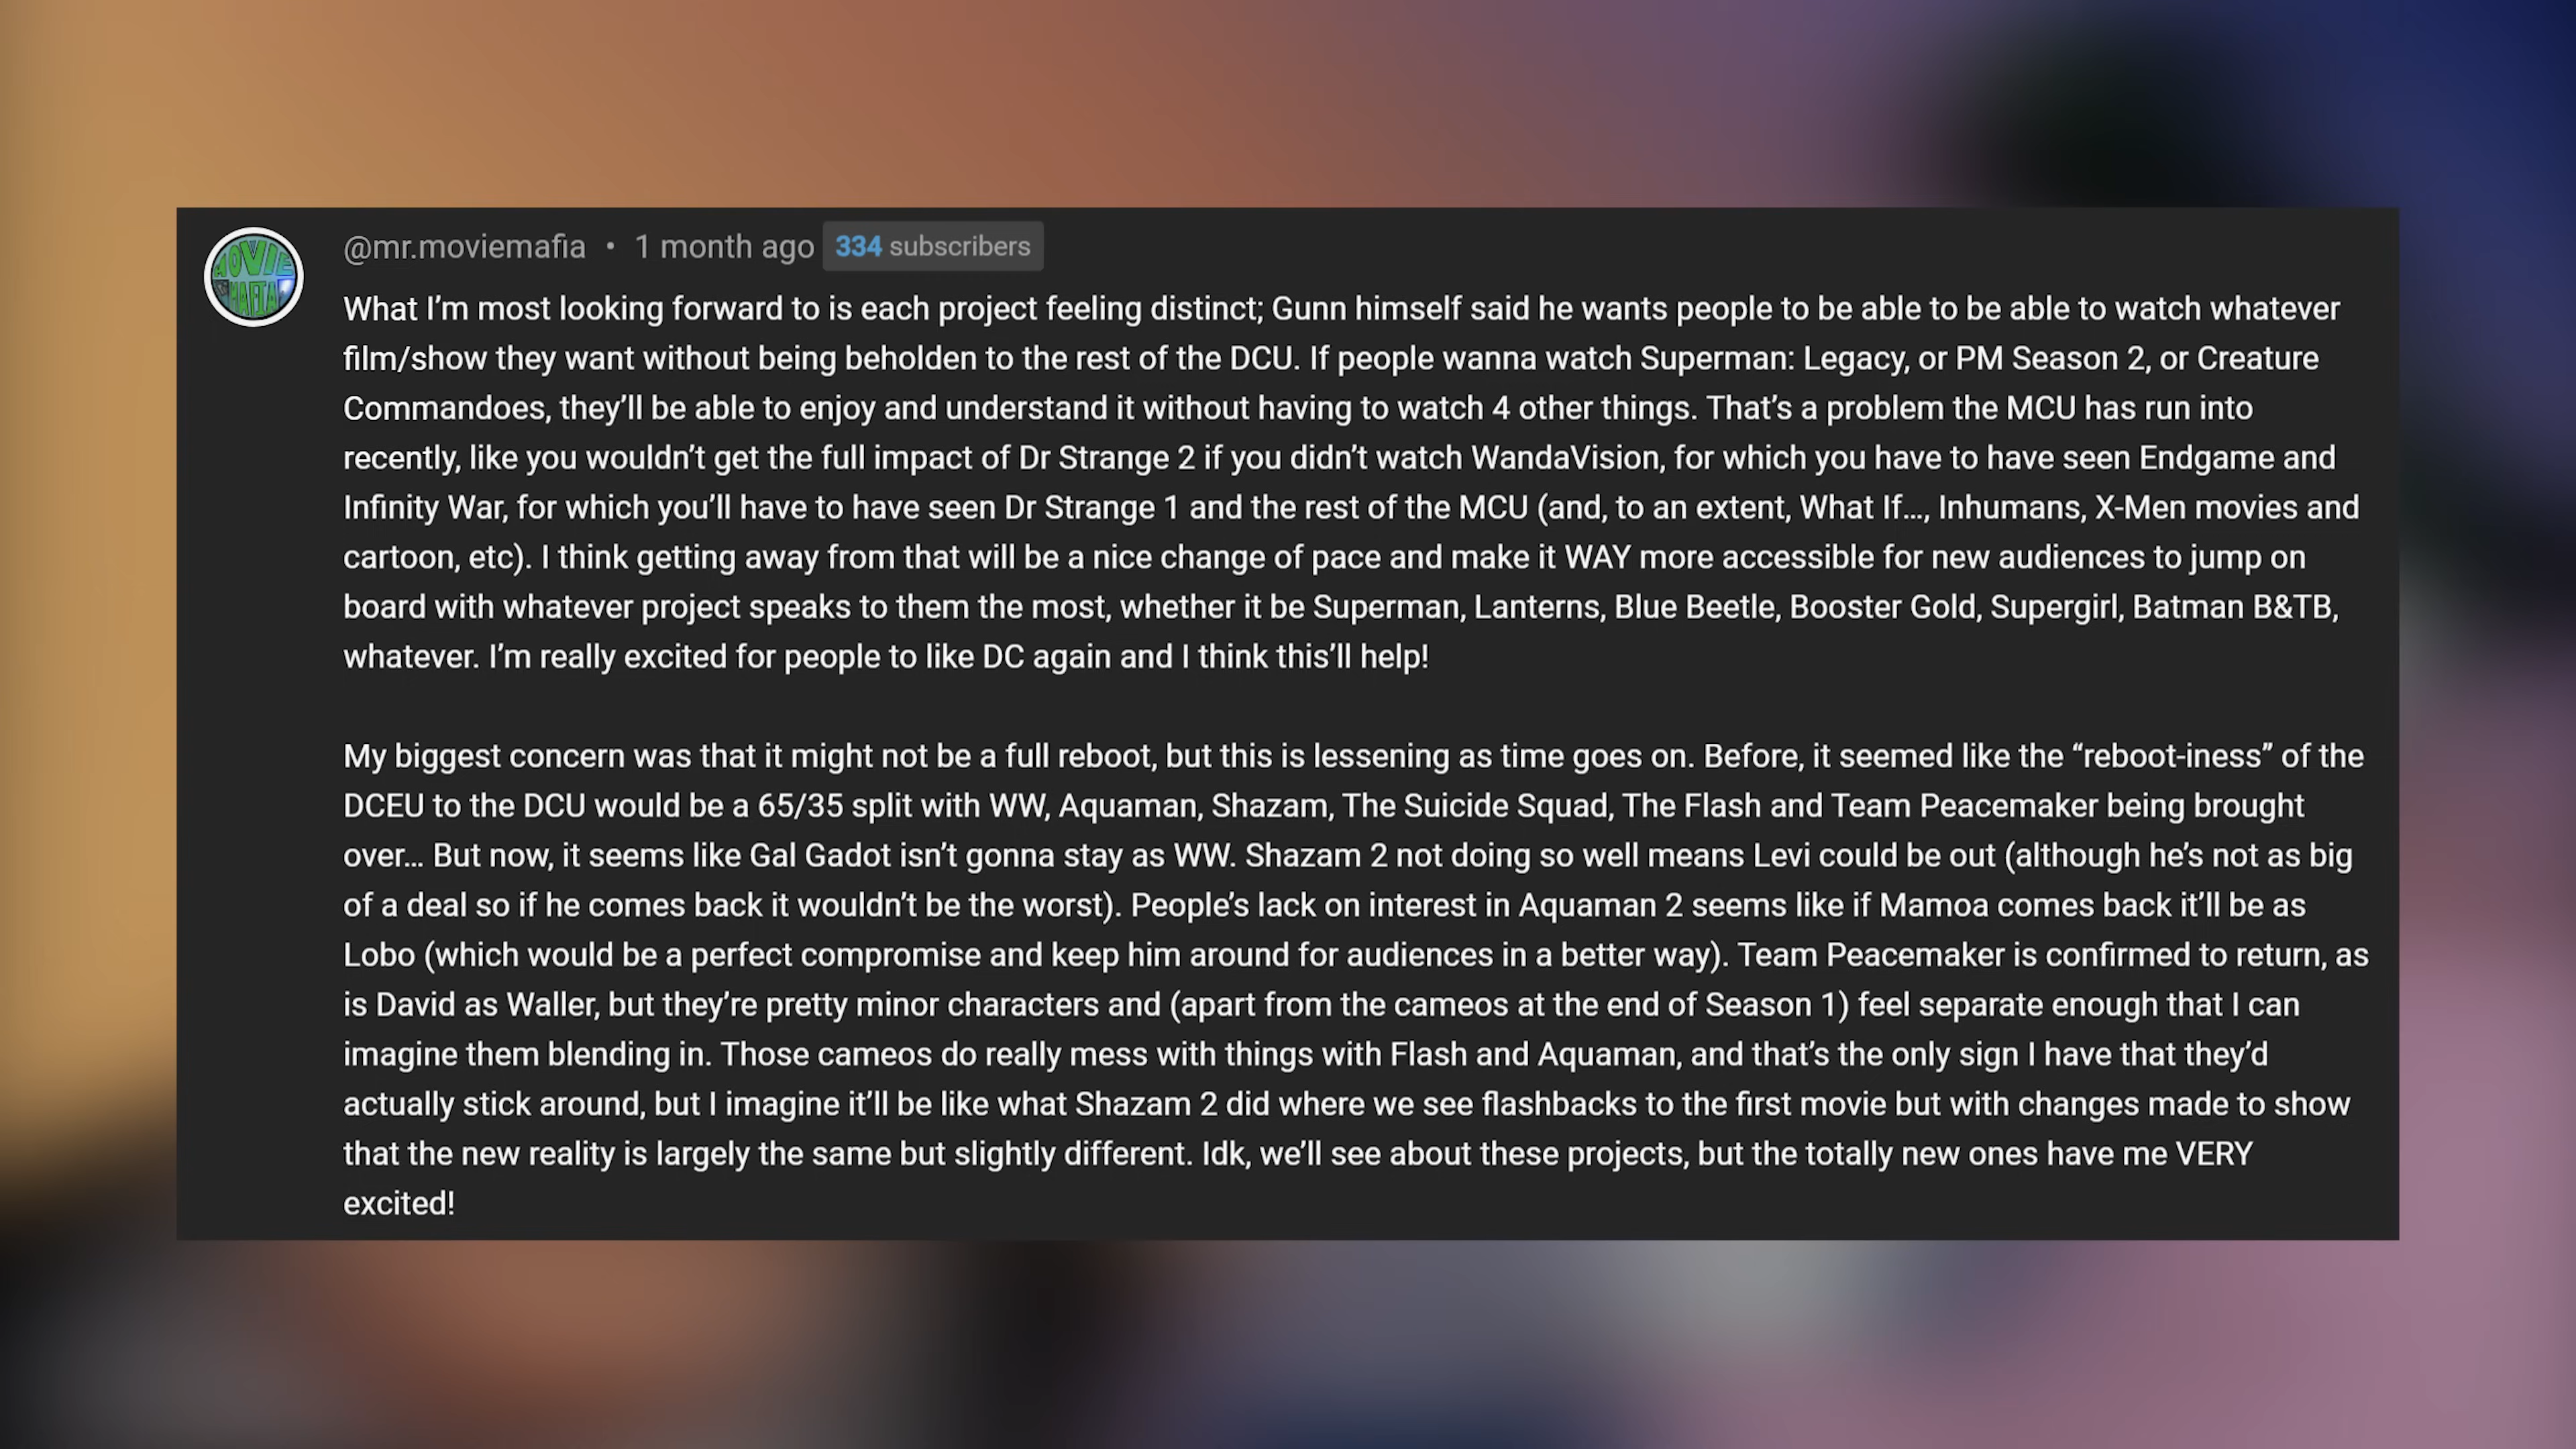 MOVIE
MAFIA
@mr.moviemafia • 1 month ago 334 subscribers
What I’m most looking forward to is each project feeling distinct; Gunn himself said he wants people to be able to be able to watch whatever
film/show they want without being beholden to the rest of the DCU. If people wanna watch Superman: Legacy, or PM Season 2, or Creature
Commandoes, they’ll be able to enjoy and understand it without having to watch 4 other things. That’s a problem the MCU has run into
recently, like you wouldn’t get the full impact of Dr Strange 2 if you didn’t watch WandaVision, for which you have to have seen Endgame and
Infinity War, for which you’ll have to have seen Dr Strange 1 and the rest of the MCU (and, to an extent, What If…, Inhumans, X-Men movies and
cartoon, etc). I think getting away from that will be a nice change of pace and make it WAY more accessible for new audiences to jump on
board with whatever project speaks to them the most, whether it be Superman, Lanterns, Blue Beetle, Booster Gold, Supergirl, Batman B&TB,
whatever. I’m really excited for people to like DC again and I think this’ll help!
My biggest concern was that it might not be a full reboot, but this is lessening as time goes on. Before, it seemed like the “reboot-iness” of the
DCEU to the DCU would be a 65/35 split with WW, Aquaman, Shazam, The Suicide Squad, The Flash and Team Peacemaker being brought
over… But now, it seems like Gal Gadot isn’t gonna stay as WW. Shazam 2 not doing so well means Levi could be out (although he’s not as big
of a deal so if he comes back it wouldn’t be the worst). People’s lack on interest in Aquaman 2 seems like if Mamoa comes back it’ll be as
Lobo (which would be a perfect compromise and keep him around for audiences in a better way). Team Peacemaker is confirmed to return, as
is David as Waller, but they’re pretty minor characters and (apart from the cameos at the end of Season 1) feel separate enough that I can
imagine them blending in. Those cameos do really mess with things with Flash and Aquaman, and that’s the only sign I have that they’d
actually stick around, but I imagine it’ll be like what Shazam 2 did where we see flashbacks to the first movie but with changes made to show
that the new reality is largely the same but slightly different. Idk, we’ll see about these projects, but the totally new ones have me VERY
excited!